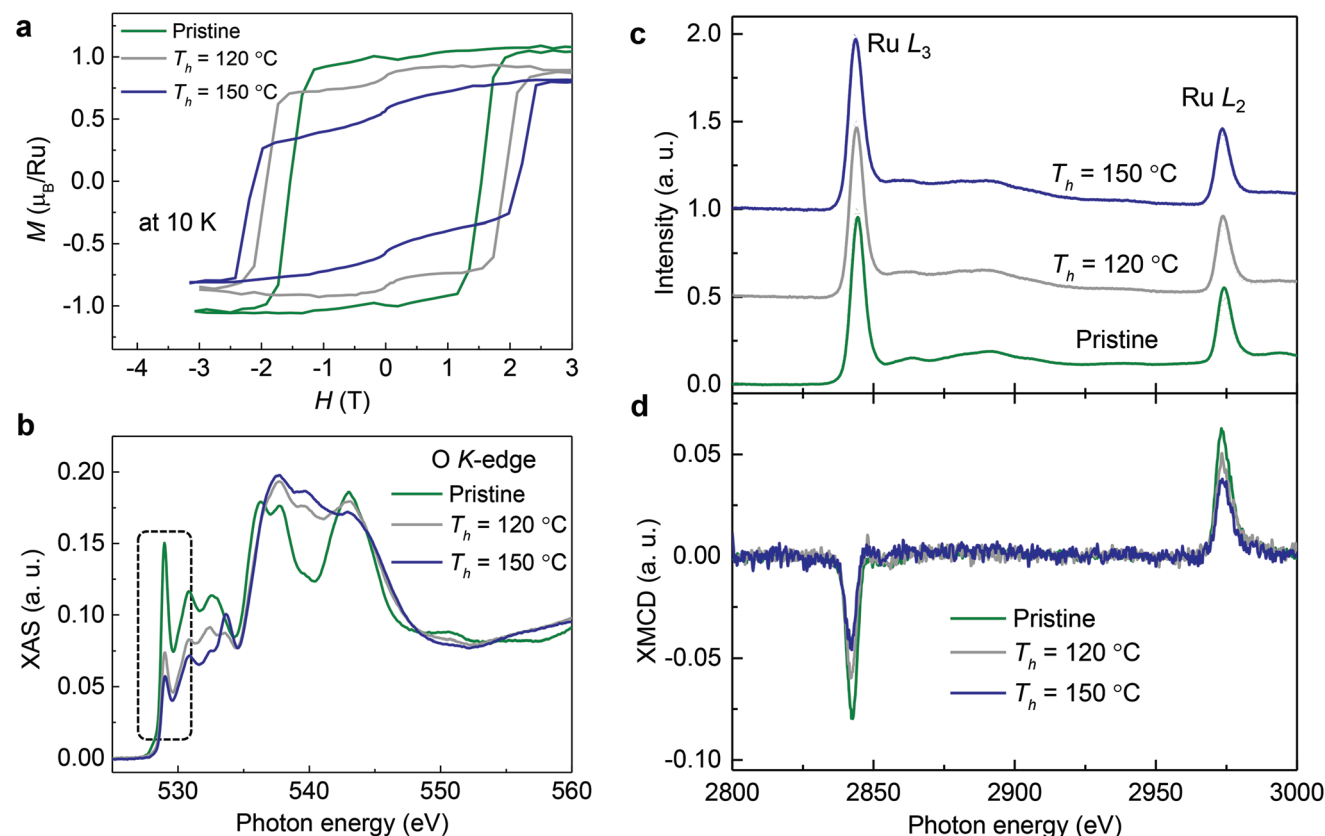 a
Pristine
T_h = 120 °C
T_h = 150 °C
1.0
0.5
0.0
-0.5
-1.0
M (μ_B/Ru)
at 10 K
-4 -3 -2 -1 0 1 2 3
H (T)
b
O K-edge
Pristine
T_h = 120 °C
T_h = 150 °C
0.20
0.15
0.10
0.05
0.00
XAS (a. u.)
530 540 550 560
Photon energy (eV)
c
Ru L_3
Ru L_2
T_h = 150 °C
T_h = 120 °C
Pristine
2.0
1.5
1.0
0.5
0.0
Intensity (a. u.)
d
0.05
0.00
-0.05
-0.10
XMCD (a. u.)
Pristine
T_h = 120 °C
T_h = 150 °C
2800 2850 2900 2950 3000
Photon energy (eV)